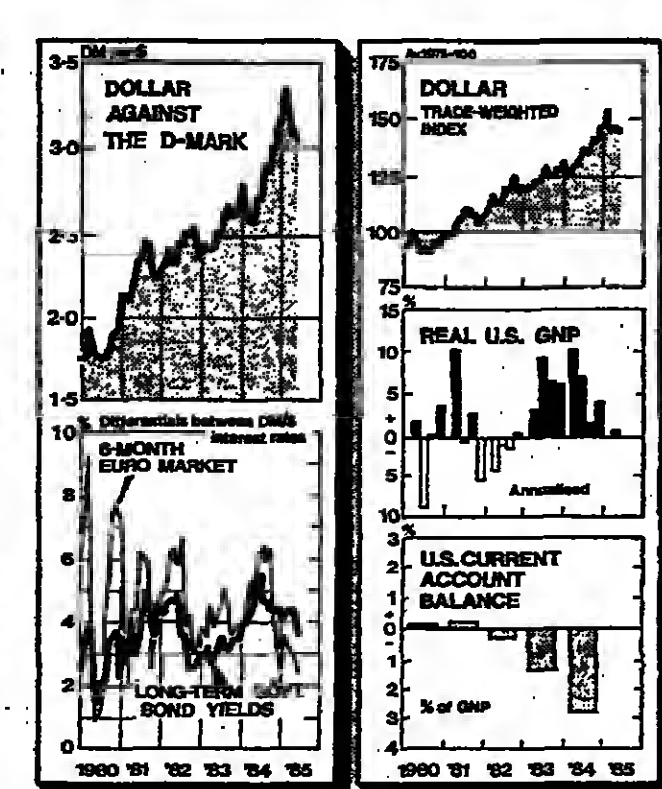 DM = $
3·5
DOLLAR
AGAINST
THE D-MARK
3·0
2·5
2·0
1·5
% Differentials between DM/$
interest rates
10
6-MONTH
EURO MARKET
8
6
4
2
LONG-TERM GOVT.
BOND YIELDS
0
1980 '81 '82 '83 '84 '85
175
DOLLAR
TRADE-WEIGHTED
INDEX
150
125
100
75
%
15
REAL U.S. GNP
10
5
+
0
-
5
Annualised
10
%
3
U.S. CURRENT
ACCOUNT
BALANCE
2
1
+
0
-
1
2
% of GNP
3
4
1980 '81 '82 '83 '84 '85